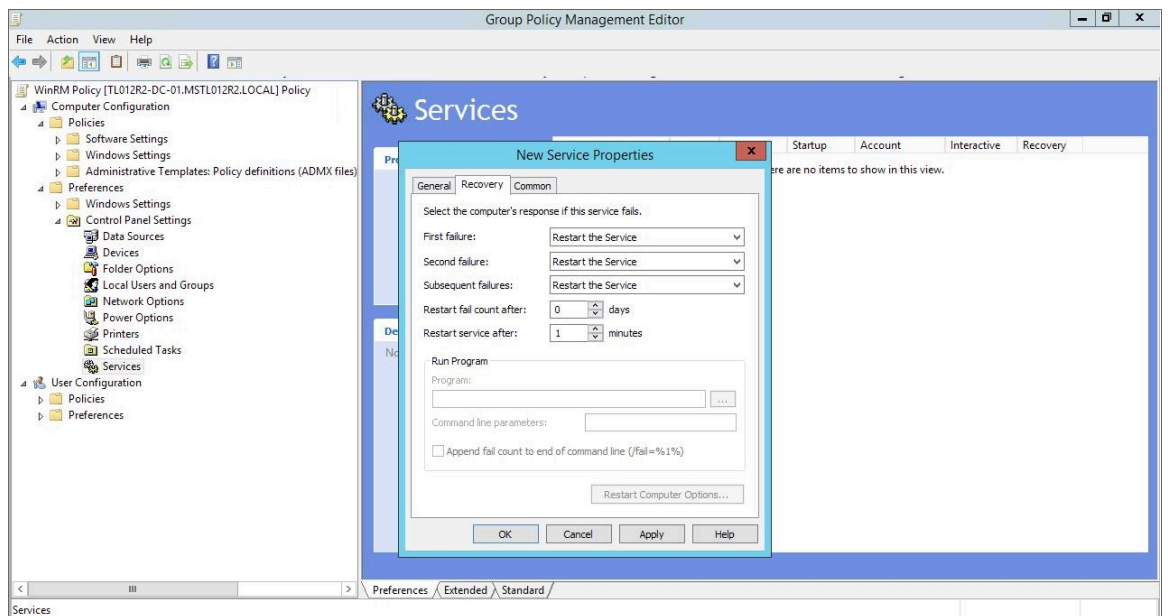 Group Policy Management Editor
File Action View Help
WinRM Policy [TL012R2-DC-01.MSTL012R2.LOCAL] Policy
Computer Configuration
Policies
Software Settings
Windows Settings
Administrative Templates: Policy definitions (ADMX files)
Preferences
Windows Settings
Control Panel Settings
Data Sources
Devices
Folder Options
Local Users and Groups
Network Options
Power Options
Printers
Scheduled Tasks
Services
User Configuration
Policies
Preferences
Services
Startup Account Interactive Recovery
ere are no items to show in this view.
Pr
De
No
New Service Properties
General Recovery Common
Select the computer's response if this service fails.
First failure: Restart the Service
Second failure: Restart the Service
Subsequent failures: Restart the Service
Restart fail count after: 0 days
Restart service after: 1 minutes
Run Program
Program:
...
Command line parameters:
Append fail count to end of command line (/fail=%1%)
Restart Computer Options...
OK Cancel Apply Help
Preferences Extended Standard
Services